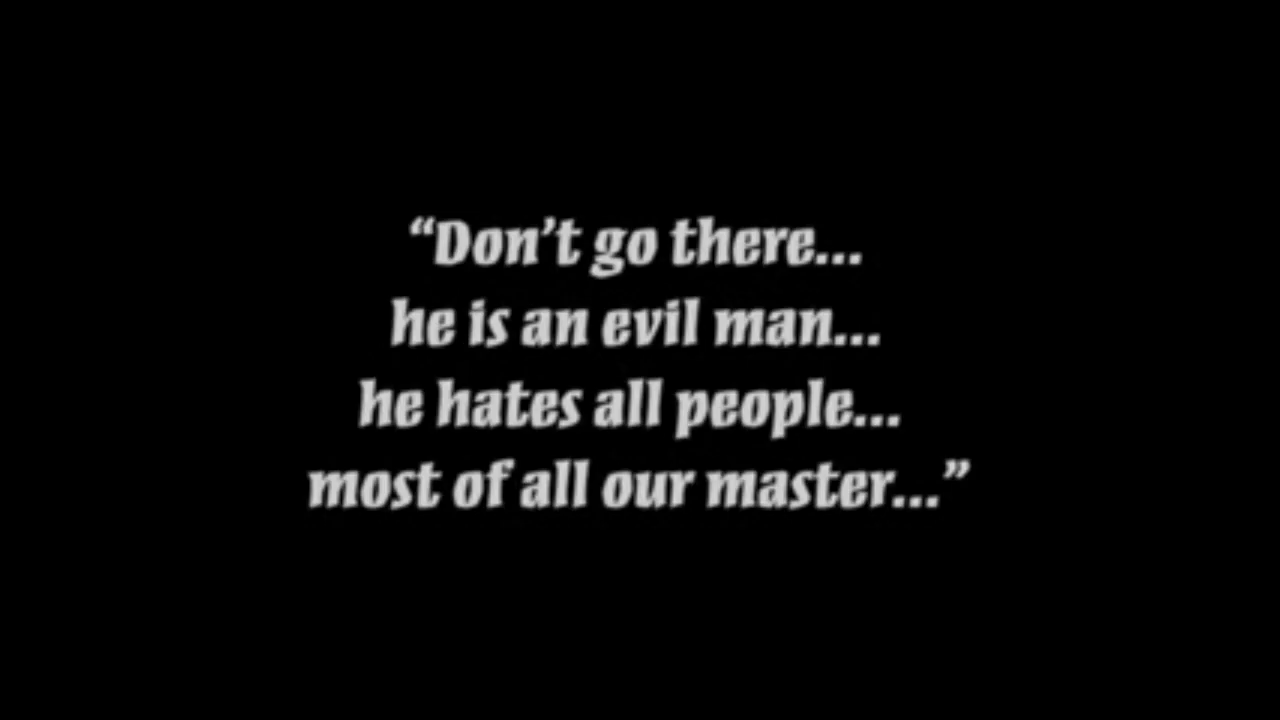 “Don’t go there...
he is an evil man...
he hates all people...
most of all our master...”